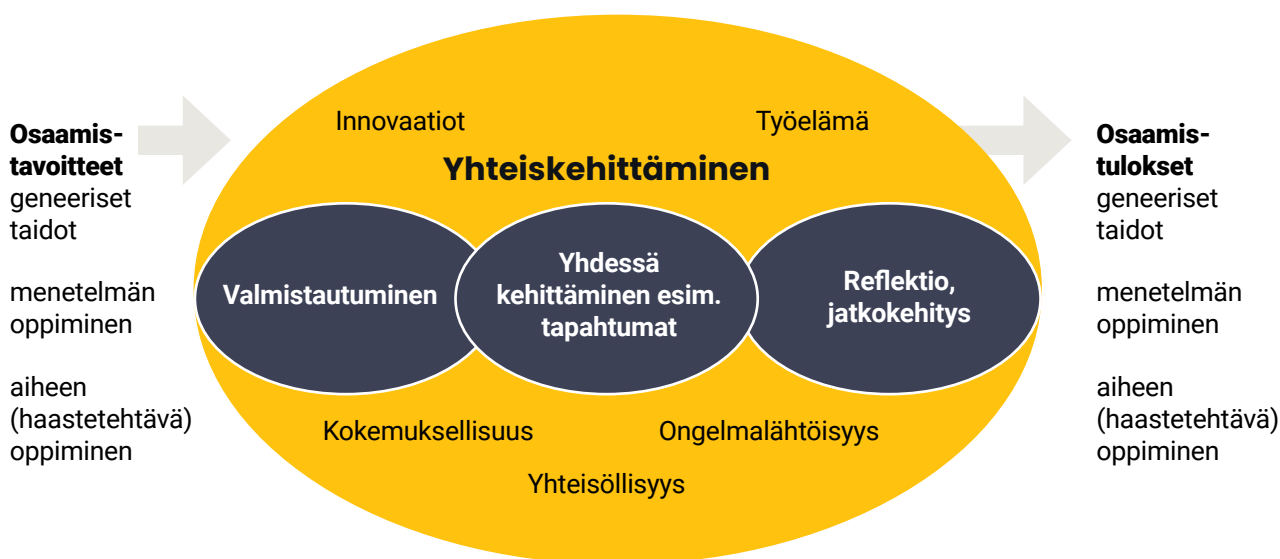 Osaamis-
tavoitteet
geneeriset
taidot
menetelmän
oppiminen
aiheen
(haastetehtävä)
oppiminen
Innovaatiot
Työelämä
Yhteiskehittäminen
Valmistautuminen
Yhdessä
kehittäminen esim.
tapahtumat
Reflektio,
jatkokehitys
Kokemuksellisuus
Ongelmalähtöisyys
Yhteisöllisyys
Osaamis-
tulokset
geneeriset
taidot
menetelmän
oppiminen
aiheen
(haastetehtävä)
oppiminen